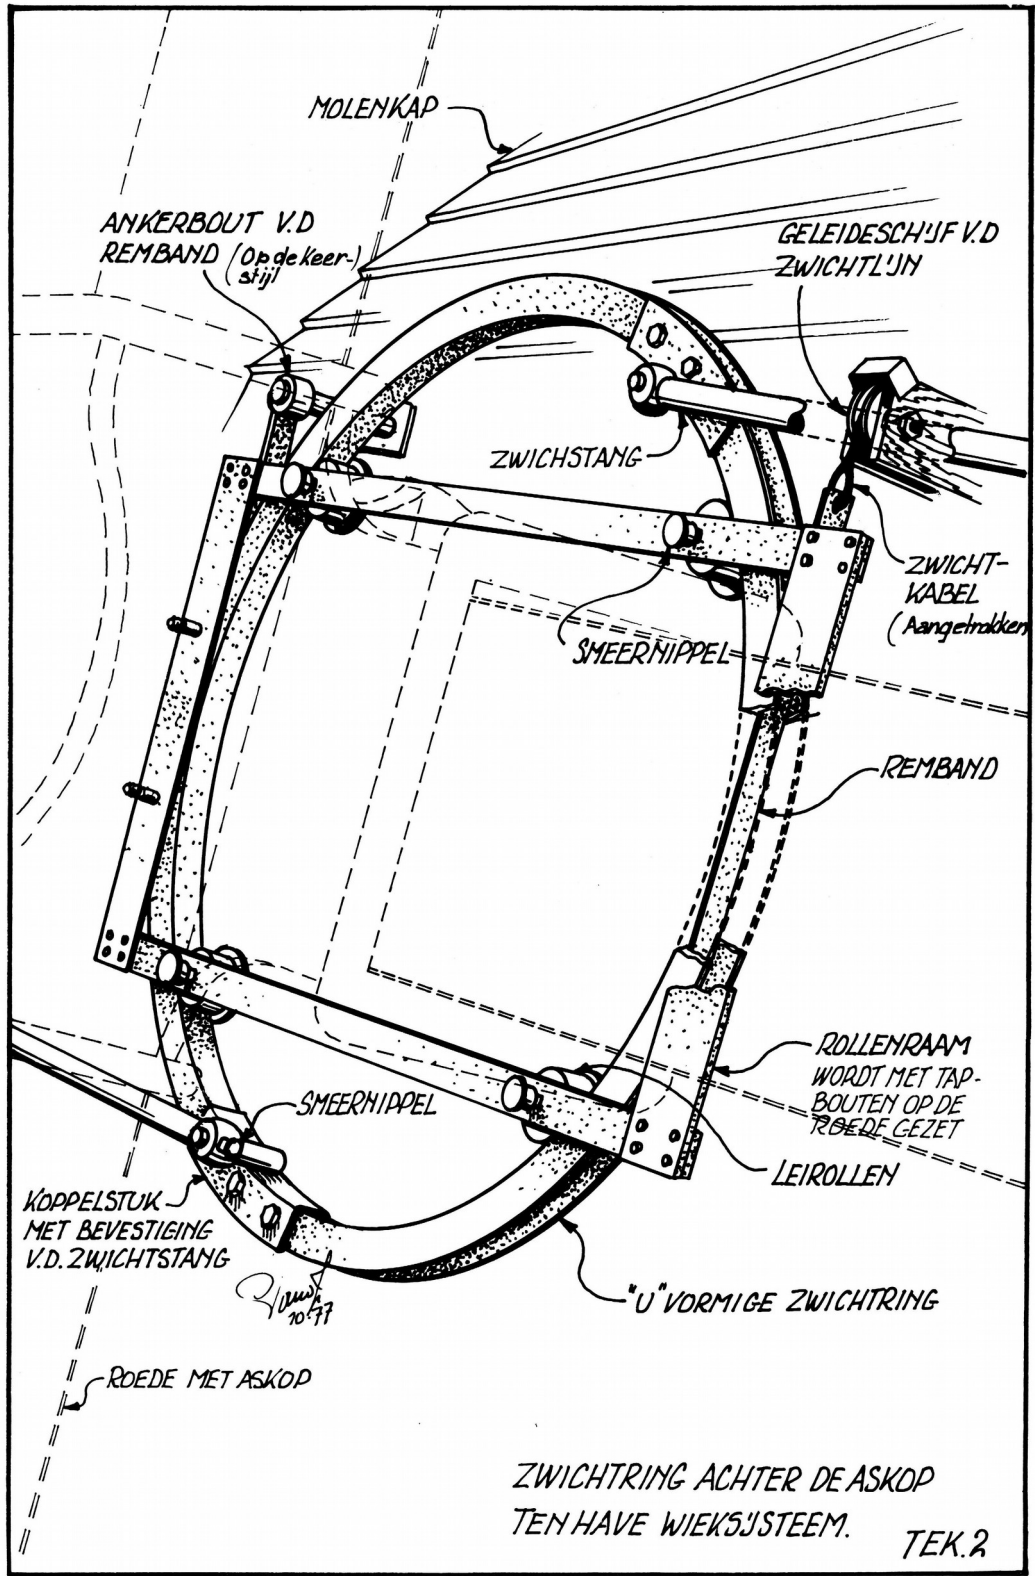 MOLENKAP
ANKERBOUT V.D
REMBAND (Op de Keer-)
stijl
GELEIDESCHIJF V.D
ZWICHTLIJN
ZWICHSTANG
ZWICHT-
KABEL
(Aangetrokken
SMEERNIPPEL
REMBAND
ROLLENRAAM
WORDT MET TAP-
BOUTEN OP DE
ROEDE GEZET
SMEERNIPPEL
LEIROLLEN
KOPPELSTUK
MET BEVESTIGING
V.D. ZWICHTSTANG
10-77
"U" VORMIGE ZWICHTRING
ROEDE MET ASKOP
ZWICHTRING ACHTER DE ASKOP
TEN HAVE WIEKSIJSTEEM.
TEK.2